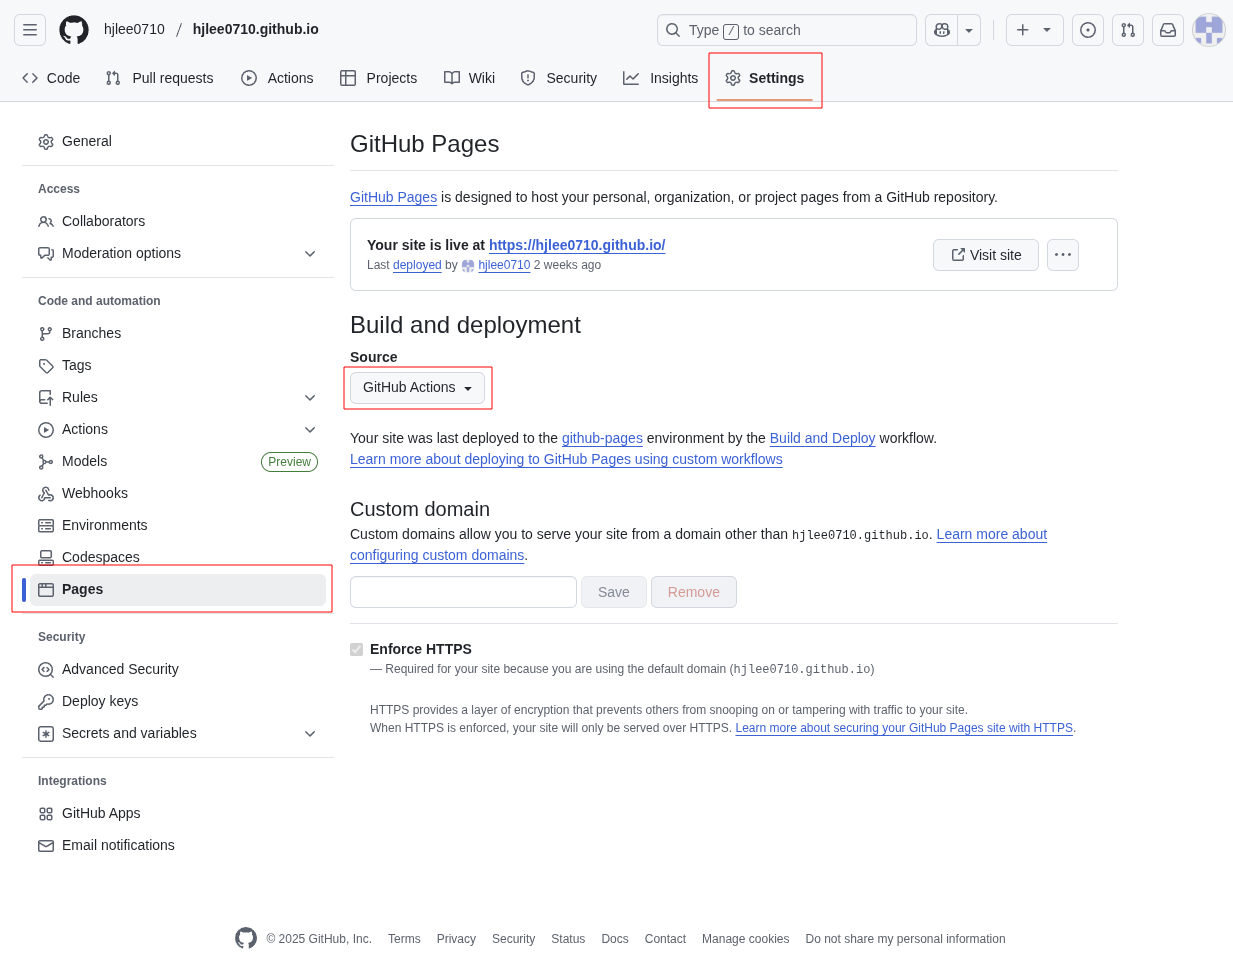 hjlee0710 / hjlee0710.github.io
Type / to search
Code Pull requests Actions Projects Wiki Security Insights Settings
General
Access
Collaborators
Moderation options
Code and automation
Branches
Tags
Rules
Actions
Models Preview
Webhooks
Environments
Codespaces
Pages
Security
Advanced Security
Deploy keys
Secrets and variables
Integrations
GitHub Apps
Email notifications
GitHub Pages
GitHub Pages is designed to host your personal, organization, or project pages from a GitHub repository.
Your site is live at https://hjlee0710.github.io/
Last deployed by hjlee0710 2 weeks ago
Visit site
Build and deployment
Source
GitHub Actions
Your site was last deployed to the github-pages environment by the Build and Deploy workflow.
Learn more about deploying to GitHub Pages using custom workflows
Custom domain
Custom domains allow you to serve your site from a domain other than hjlee0710.github.io. Learn more about
configuring custom domains.
Save Remove
Enforce HTTPS
— Required for your site because you are using the default domain (hjlee0710.github.io)
HTTPS provides a layer of encryption that prevents others from snooping on or tampering with traffic to your site.
When HTTPS is enforced, your site will only be served over HTTPS. Learn more about securing your GitHub Pages site with HTTPS.
© 2025 GitHub, Inc. Terms Privacy Security Status Docs Contact Manage cookies Do not share my personal information